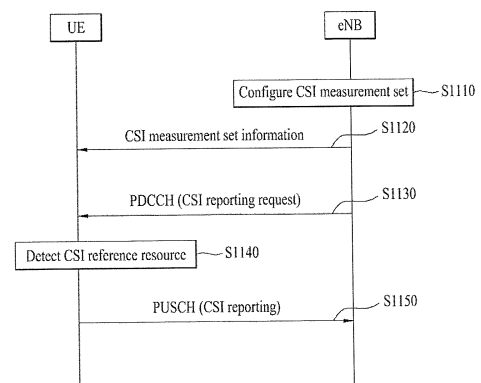 UE
eNB
Configure CSI measurement set
S1110
CSI measurement set information
S1120
PDCCH (CSI reporting request)
S1130
Detect CSI reference resource
S1140
PUSCH (CSI reporting)
S1150